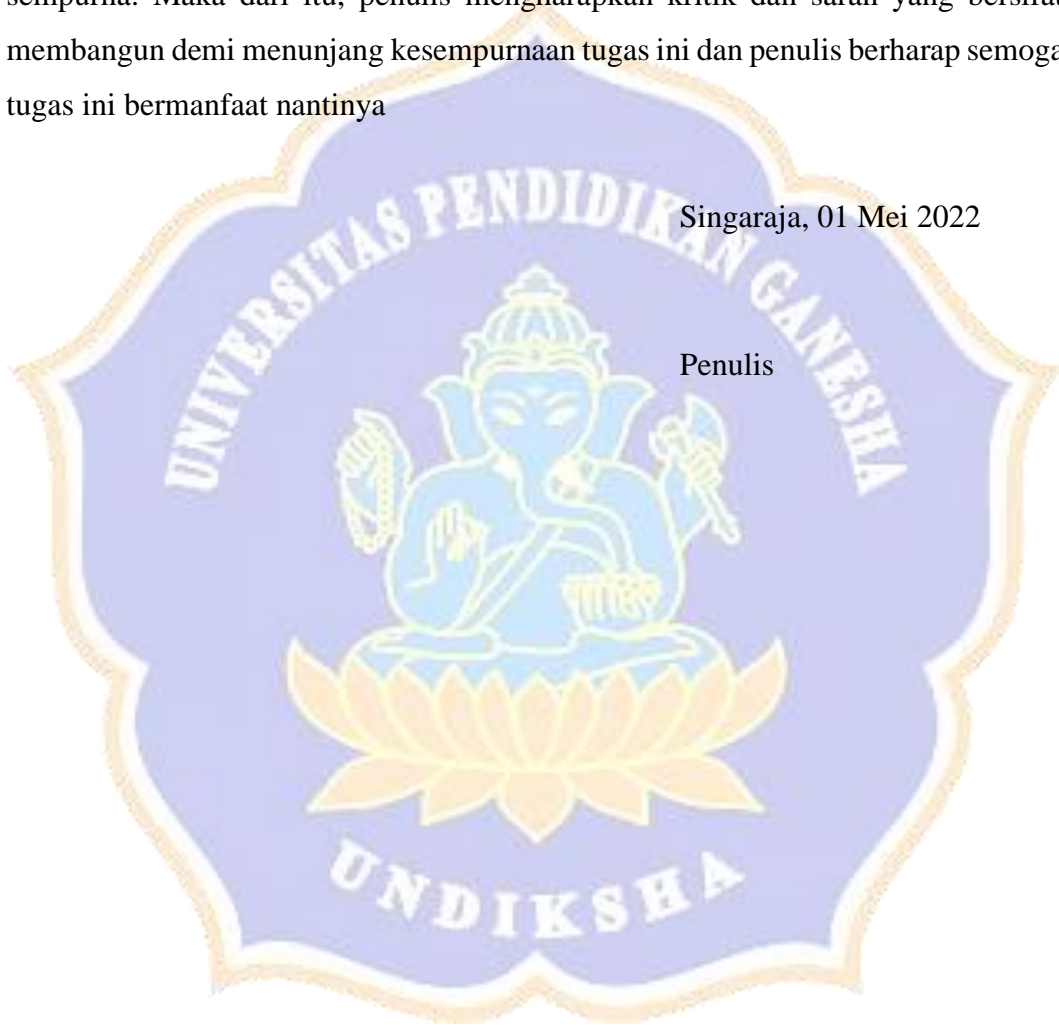 sempurna. Maka dari itu, penulis mengharapkan kritik dan saran yang bersifat
membangun demi menunjang kesempurnaan tugas ini dan penulis berharap semoga
tugas ini bermanfaat nantinya
Singaraja, 01 Mei 2022
Penulis
UNIVERSITAS PENDIDIKAN GANESHA
UNDIKSHA